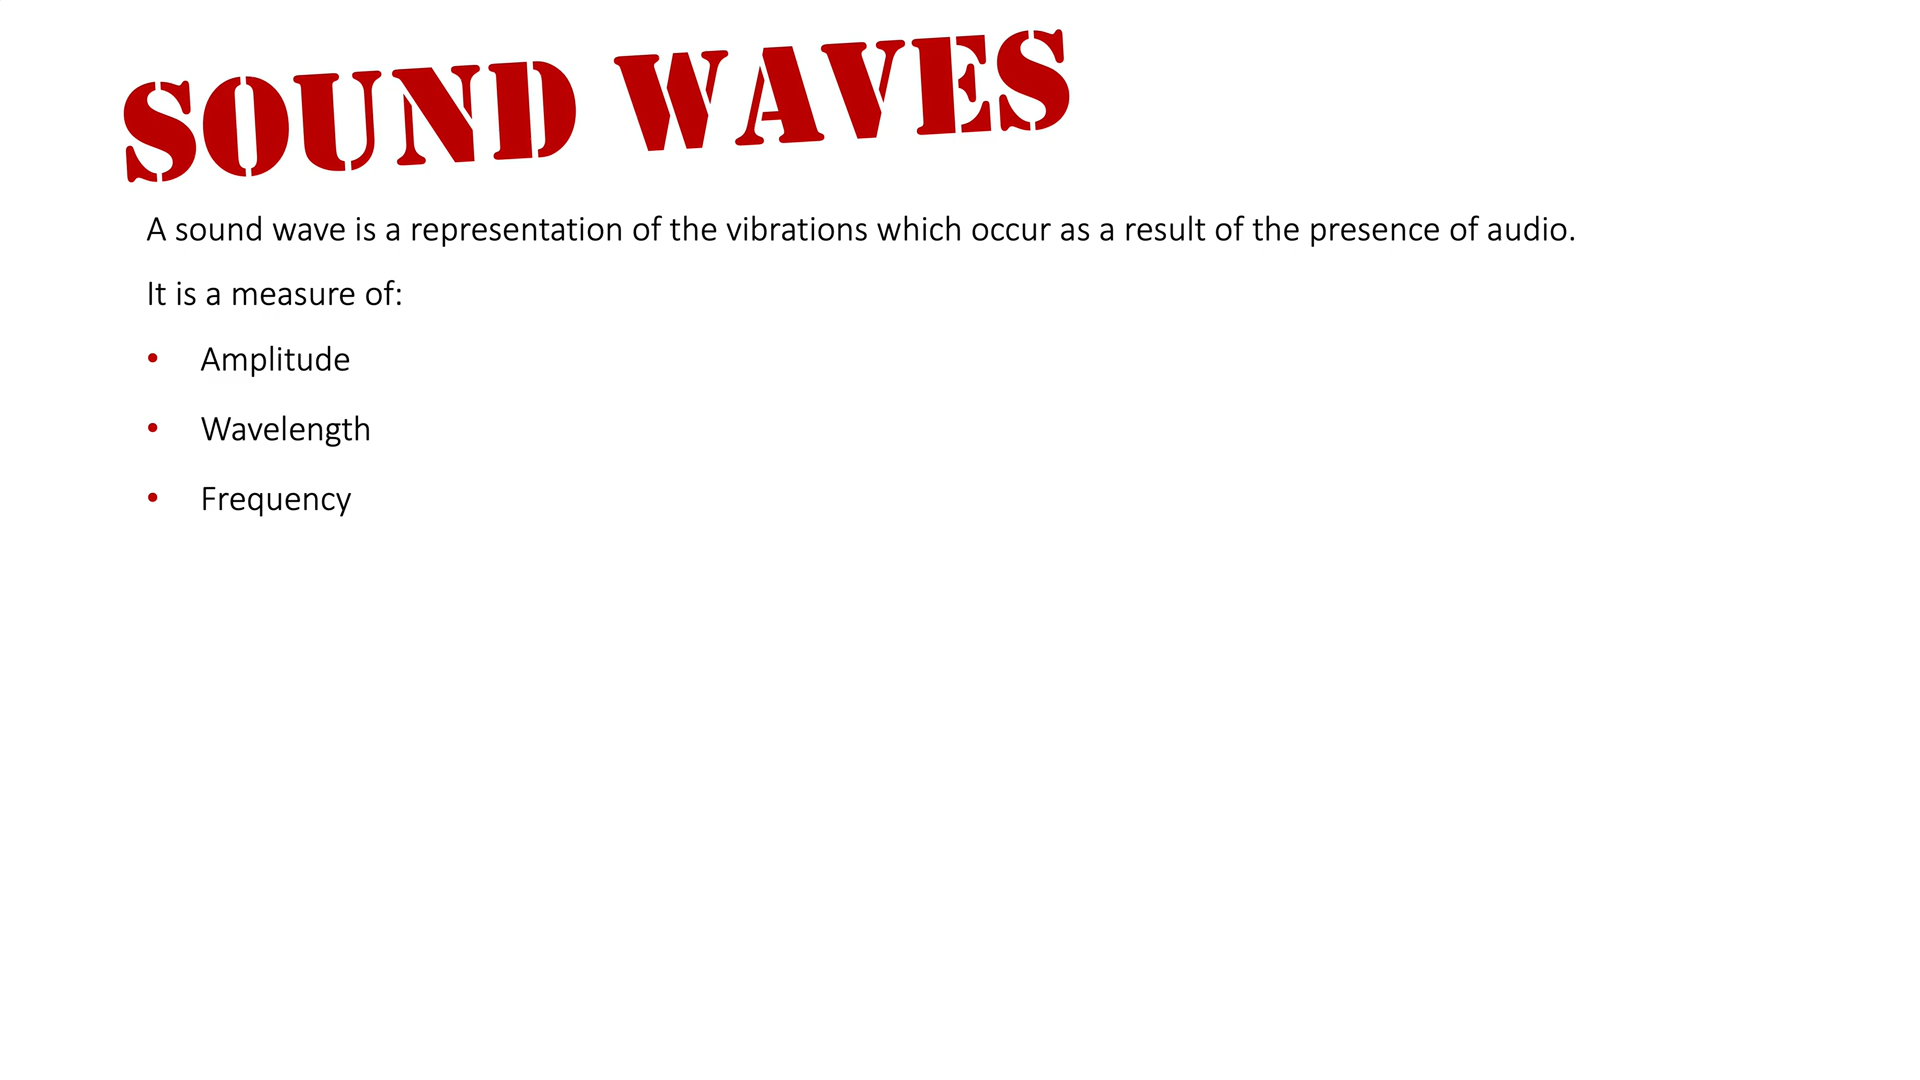 SOUND WAVES
A sound wave is a representation of the vibrations which occur as a result of the presence of audio.
It is a measure of:
• Amplitude
• Wavelength
• Frequency